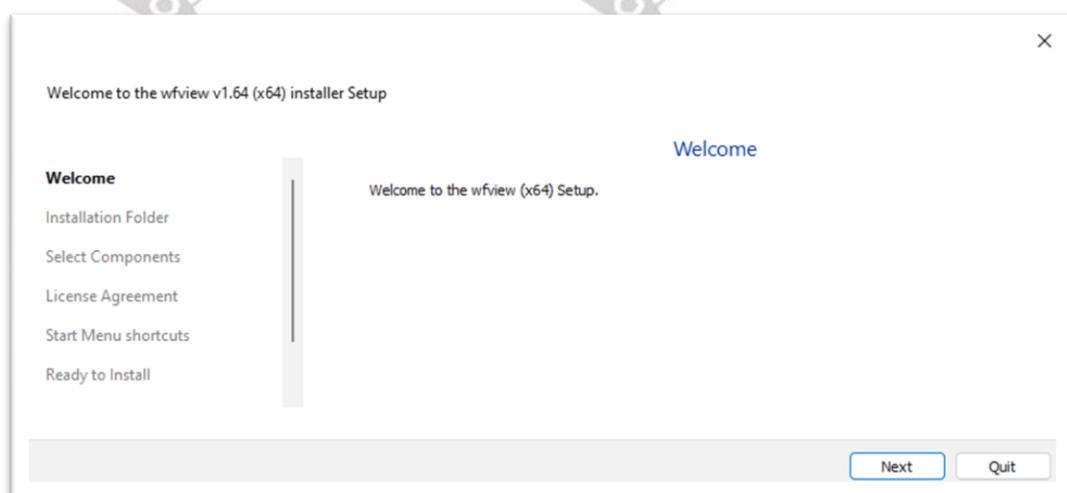 Welcome to the wfview v1.64 (x64) installer Setup
Welcome
Welcome
Welcome to the wfview (x64) Setup.
Installation Folder
Select Components
License Agreement
Start Menu shortcuts
Ready to Install
Next
Quit